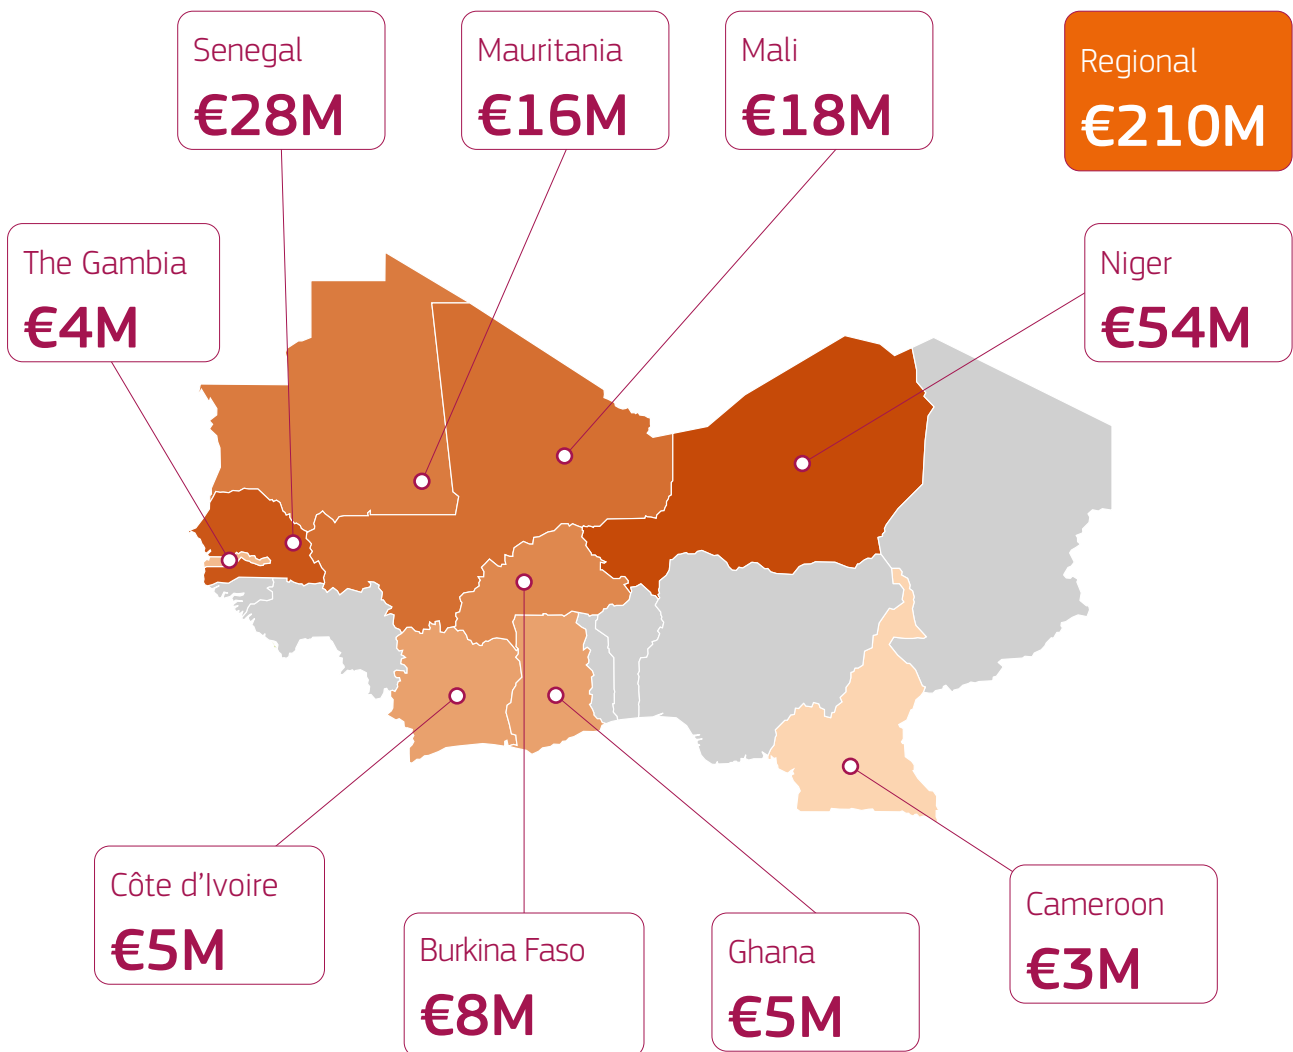 Senegal
€28M
Mauritania
€16M
Mali
€18M
Regional
€210M
The Gambia
€4M
Niger
€54M
Côte d’Ivoire
€5M
Burkina Faso
€8M
Ghana
€5M
Cameroon
€3M